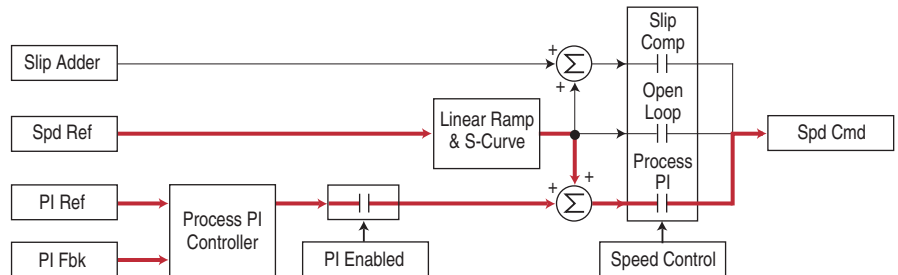 Slip Adder
+
Σ
+
Slip
Comp
Spd Ref
Linear Ramp
& S-Curve
Open
Loop
Spd Cmd
PI Ref
PI Fbk
Process PI
Controller
PI Enabled
+
+
Σ
Process
PI
Speed Control